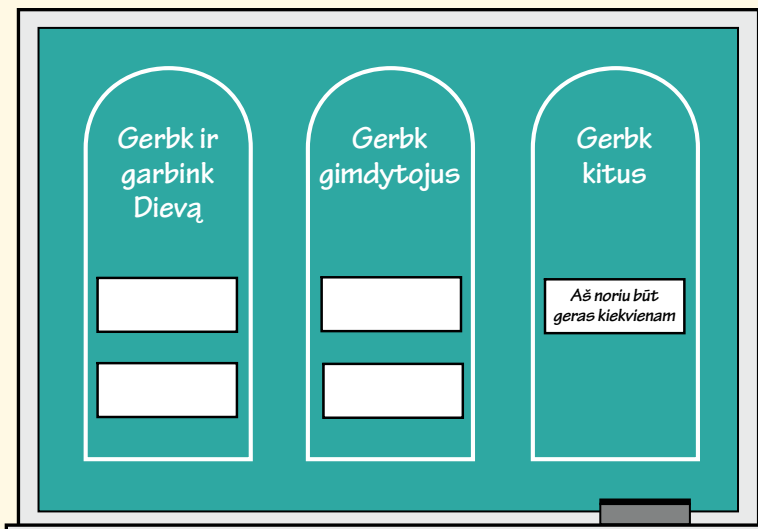 Gerbk ir
garbink
Dievą
Gerbk
gimdytojus
Gerbk
kitus
Aš noriu būt
geras kiekvienam